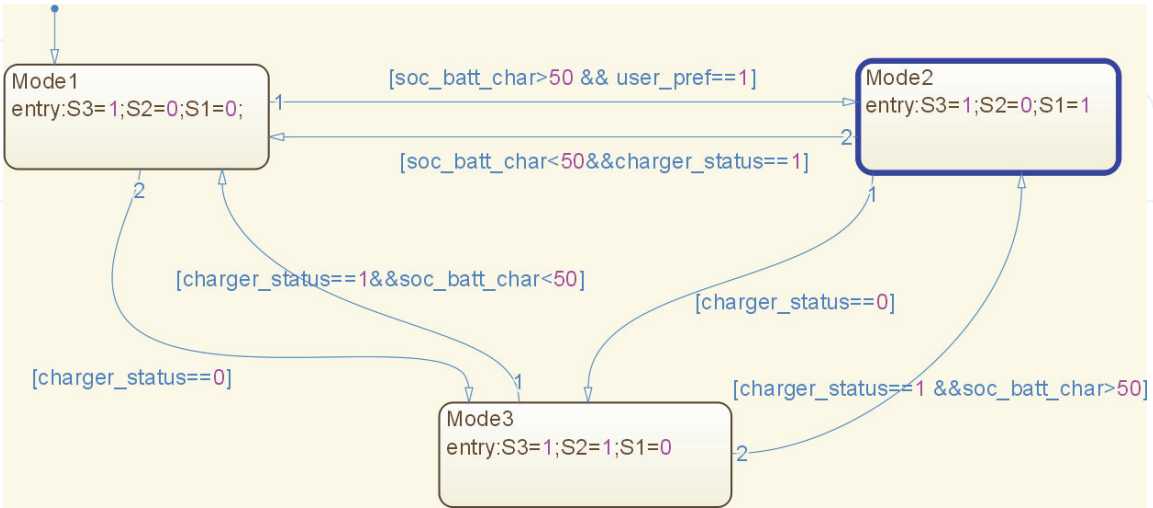 Mode1
entry:S3=1;S2=0;S1=0;
[soc_batt_char>50 && user_pref==1]
Mode2
entry:S3=1;S2=0;S1=1
1
2
[soc_batt_char<50&&charger_status==1]
2
1
[charger_status==1&&soc_batt_char<50]
[charger_status==0]
[charger_status==0]
1
[charger_status==1 &&soc_batt_char>50]
Mode3
entry:S3=1;S2=1;S1=0
2